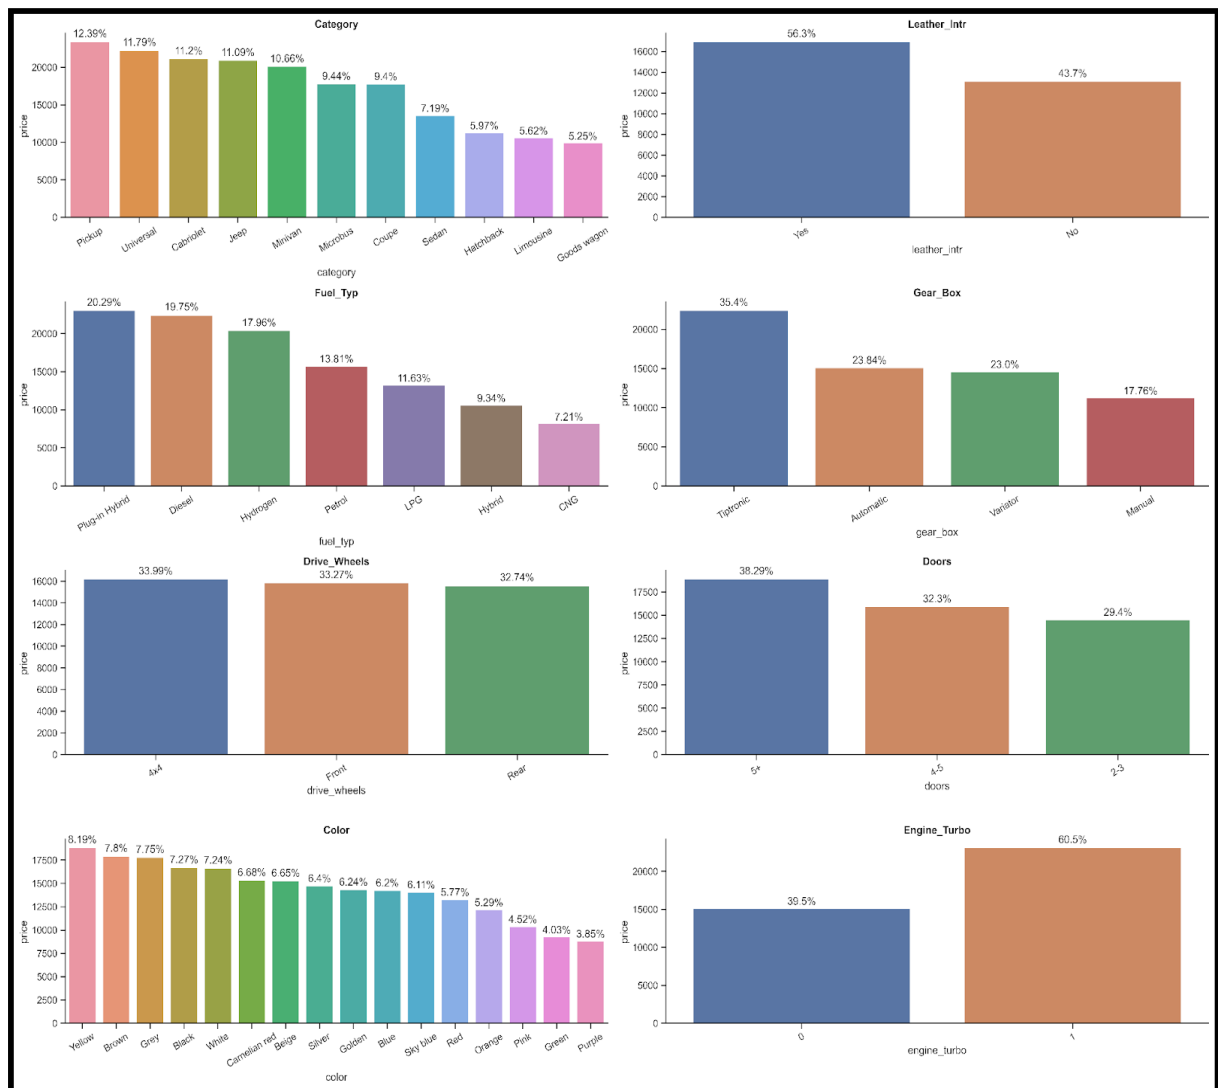 Category
12.39% 11.79% 11.2% 11.09% 10.66% 9.44% 9.4% 7.19% 5.97% 5.62% 5.25%
20000
15000
10000
5000
0
price
Pickup Universal Cabriolet Jeep Minivan Microbus Coupe Sedan Hatchback Limousine Goods wagon
category
Leather_Intr
56.3% 43.7%
16000
14000
12000
10000
8000
6000
4000
2000
0
price
Yes No
leather_intr
Fuel_Typ
20.29% 19.75% 17.96% 13.81% 11.63% 9.34% 7.21%
20000
15000
10000
5000
0
price
Plug-in Hybrid Diesel Hydrogen Petrol LPG Hybrid CNG
fuel_typ
Gear_Box
35.4% 23.84% 23.0% 17.76%
20000
15000
10000
5000
0
price
Tiptronic Automatic Variator Manual
gear_box
Drive_Wheels
33.99% 33.27% 32.74%
16000
14000
12000
10000
8000
6000
4000
2000
0
price
4x4 Front Rear
drive_wheels
Doors
38.29% 32.3% 29.4%
17500
15000
12500
10000
7500
5000
2500
0
price
5+ 4-5 2-3
doors
Color
8.19% 7.8% 7.75% 7.27% 7.24% 6.68% 6.65% 6.4% 6.24% 6.2% 6.11% 5.77% 5.29% 4.52% 4.03% 3.85%
17500
15000
12500
10000
7500
5000
2500
0
price
Yellow Brown Grey Black White Carnelian red Beige Silver Golden Blue Sky blue Red Orange Pink Green Purple
color
Engine_Turbo
39.5% 60.5%
20000
15000
10000
5000
0
price
0 1
engine_turbo